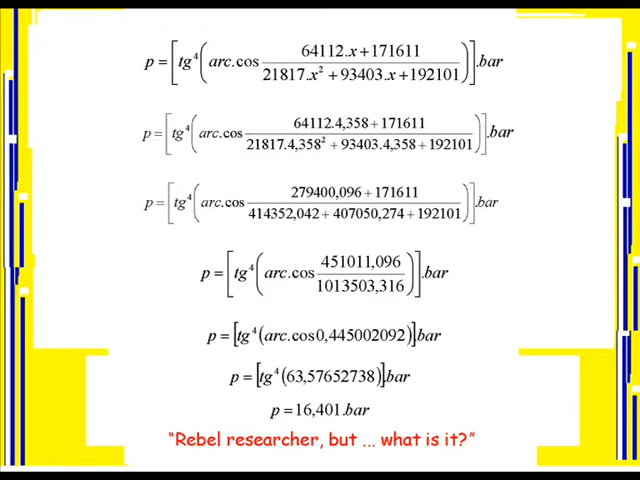 p = [tg⁴(arc.cos (64112.x + 171611)/(21817.x² + 93403.x + 192101))].bar
p = [tg⁴(arc.cos (64112.4,358 + 171611)/(21817.4,358² + 93403.4,358 + 192101))].bar
p = [tg⁴(arc.cos (279400,096 + 171611)/(414352,042 + 407050,274 + 192101))].bar
p = [tg⁴(arc.cos 451011,096/1013503,316)].bar
p = [tg⁴(arc.cos0,445002092)].bar
p = [tg⁴(63,57652738)].bar
p = 16,401.bar
"Rebel researcher, but ... what is it?"